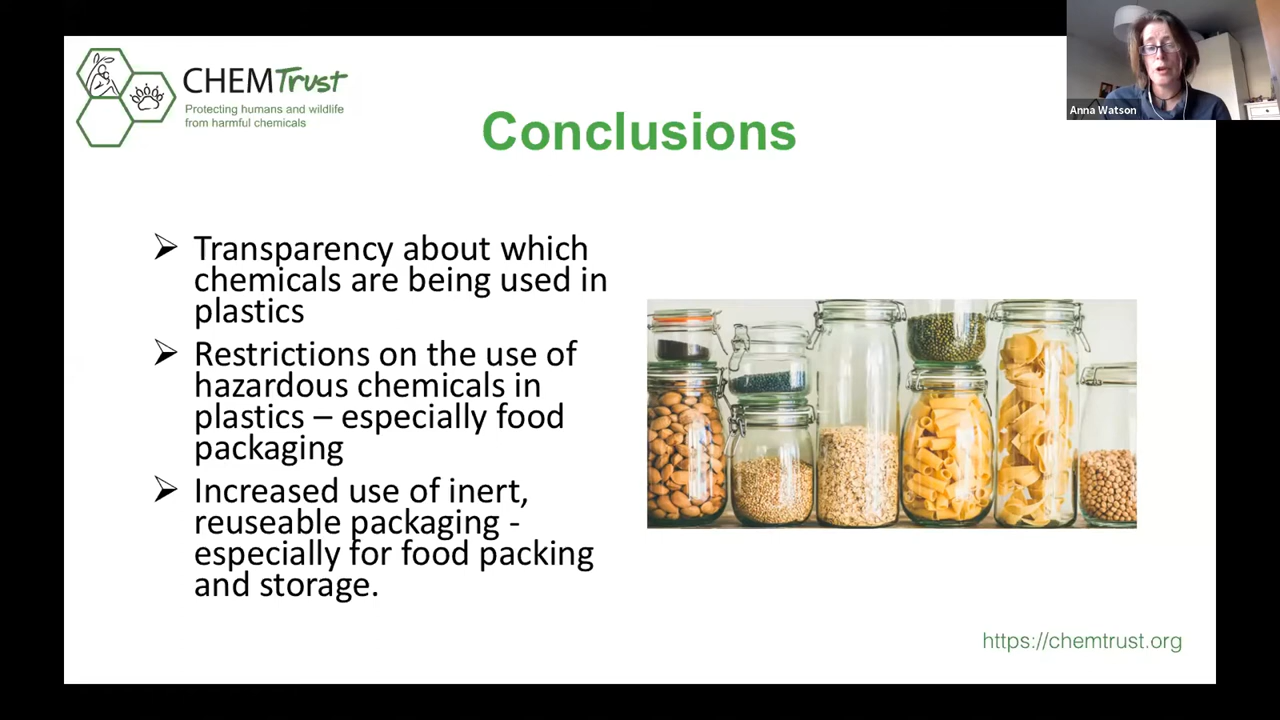 CHEMTrust
Protecting humans and wildlife
from harmful chemicals
Anna Watson
Conclusions
➢ Transparency about which
chemicals are being used in
plastics
➢ Restrictions on the use of
hazardous chemicals in
plastics – especially food
packaging
➢ Increased use of inert,
reuseable packaging -
especially for food packing
and storage.
https://chemtrust.org